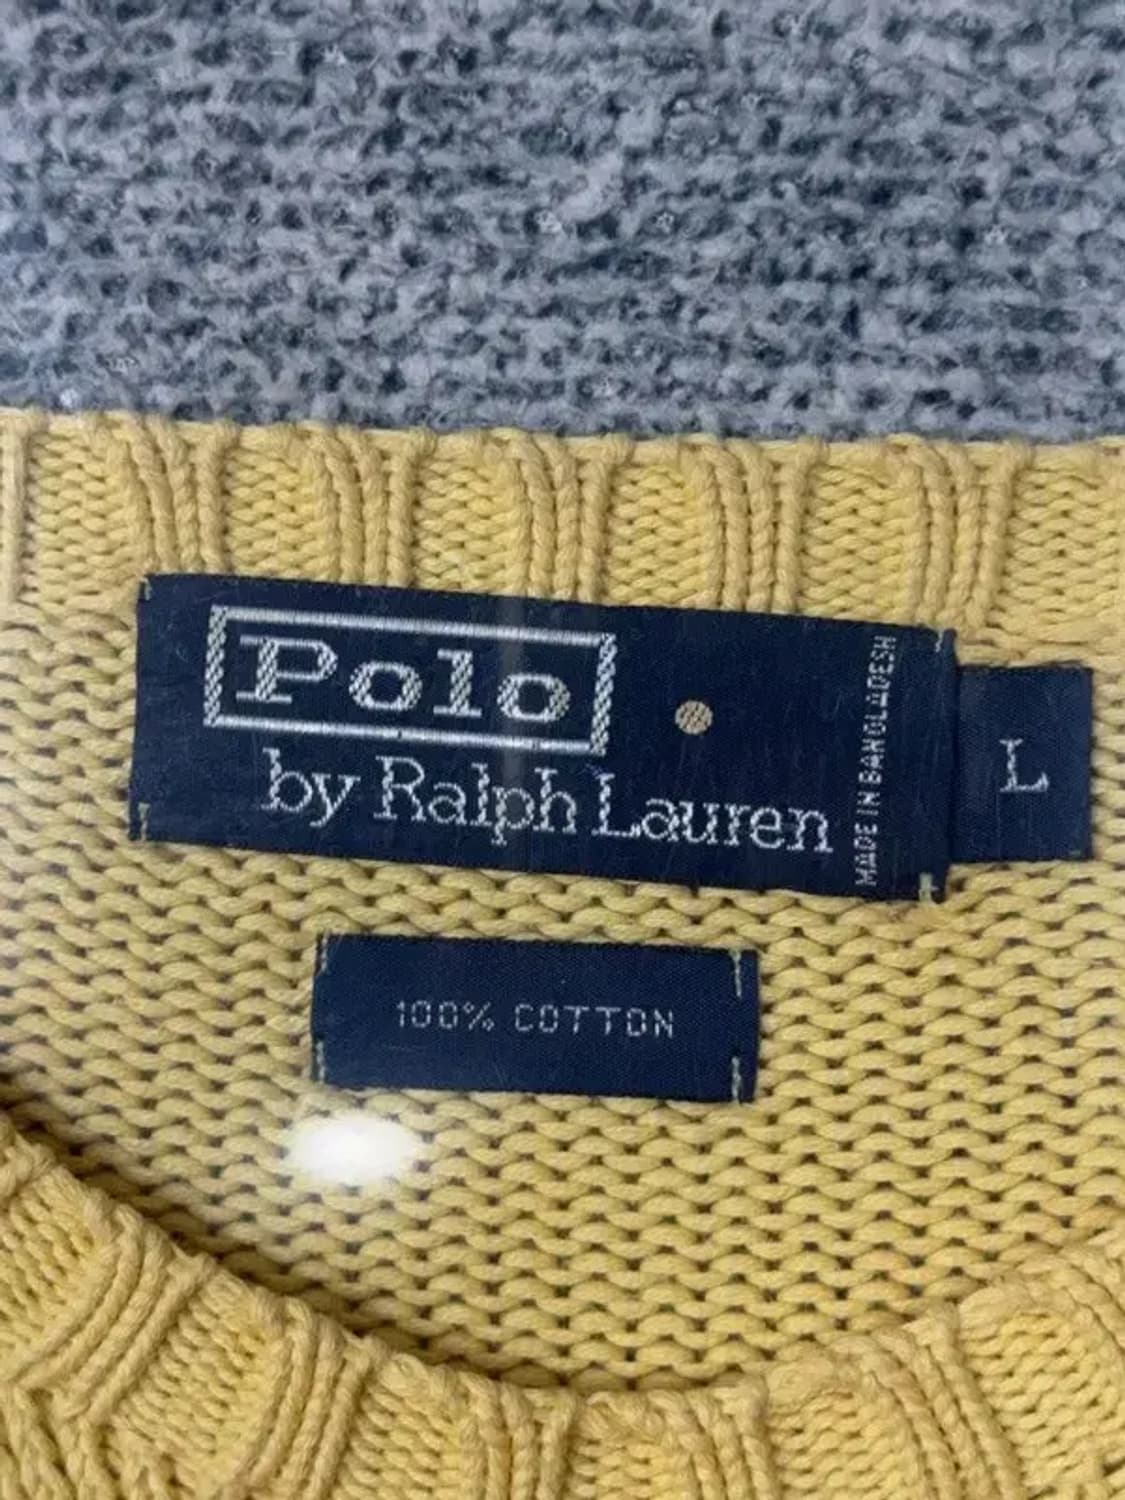 Polo
by Ralph Lauren
MADE IN BANGLADESH
L
100% COTTON